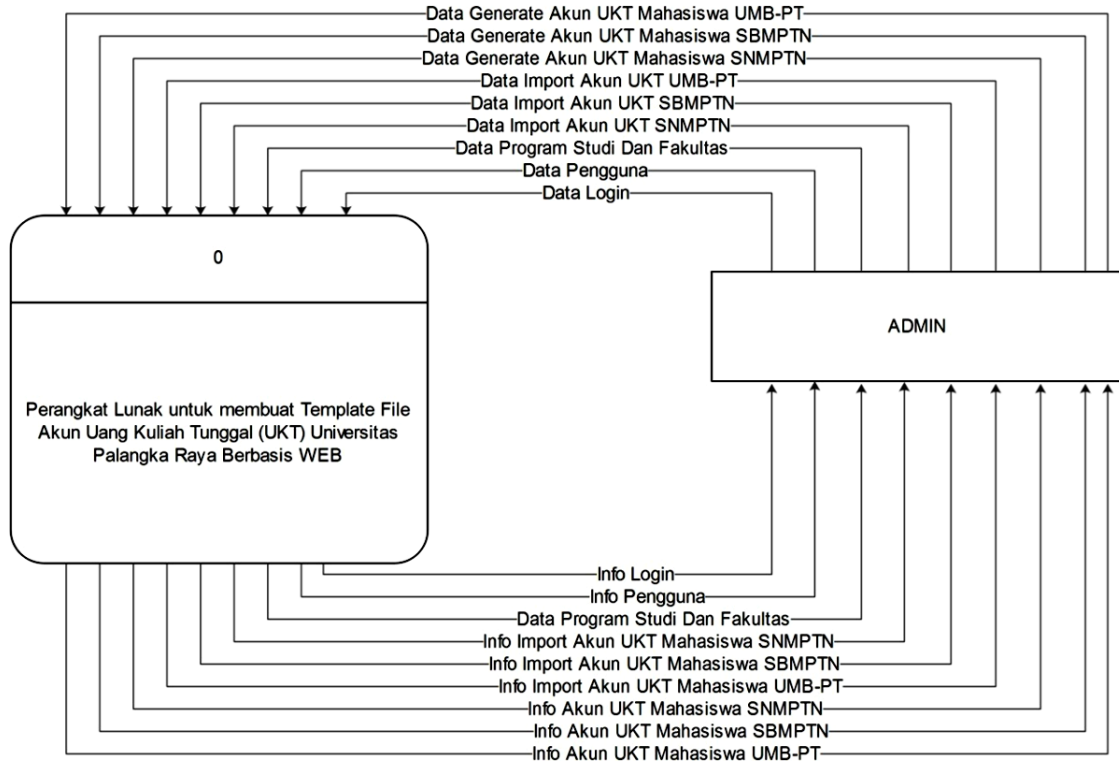 Data Generate Akun UKT Mahasiswa UMB-PT
Data Generate Akun UKT Mahasiswa SBMPTN
Data Generate Akun UKT Mahasiswa SNMPTN
Data Import Akun UKT UMB-PT
Data Import Akun UKT SBMPTN
Data Import Akun UKT SNMPTN
Data Program Studi Dan Fakultas
Data Pengguna
Data Login
0
Perangkat Lunak untuk membuat Template File
Akun Uang Kuliah Tunggal (UKT) Universitas
Palangka Raya Berbasis WEB
ADMIN
Info Login
Info Pengguna
Data Program Studi Dan Fakultas
Info Import Akun UKT Mahasiswa SNMPTN
Info Import Akun UKT Mahasiswa SBMPTN
Info Import Akun UKT Mahasiswa UMB-PT
Info Akun UKT Mahasiswa SNMPTN
Info Akun UKT Mahasiswa SBMPTN
Info Akun UKT Mahasiswa UMB-PT